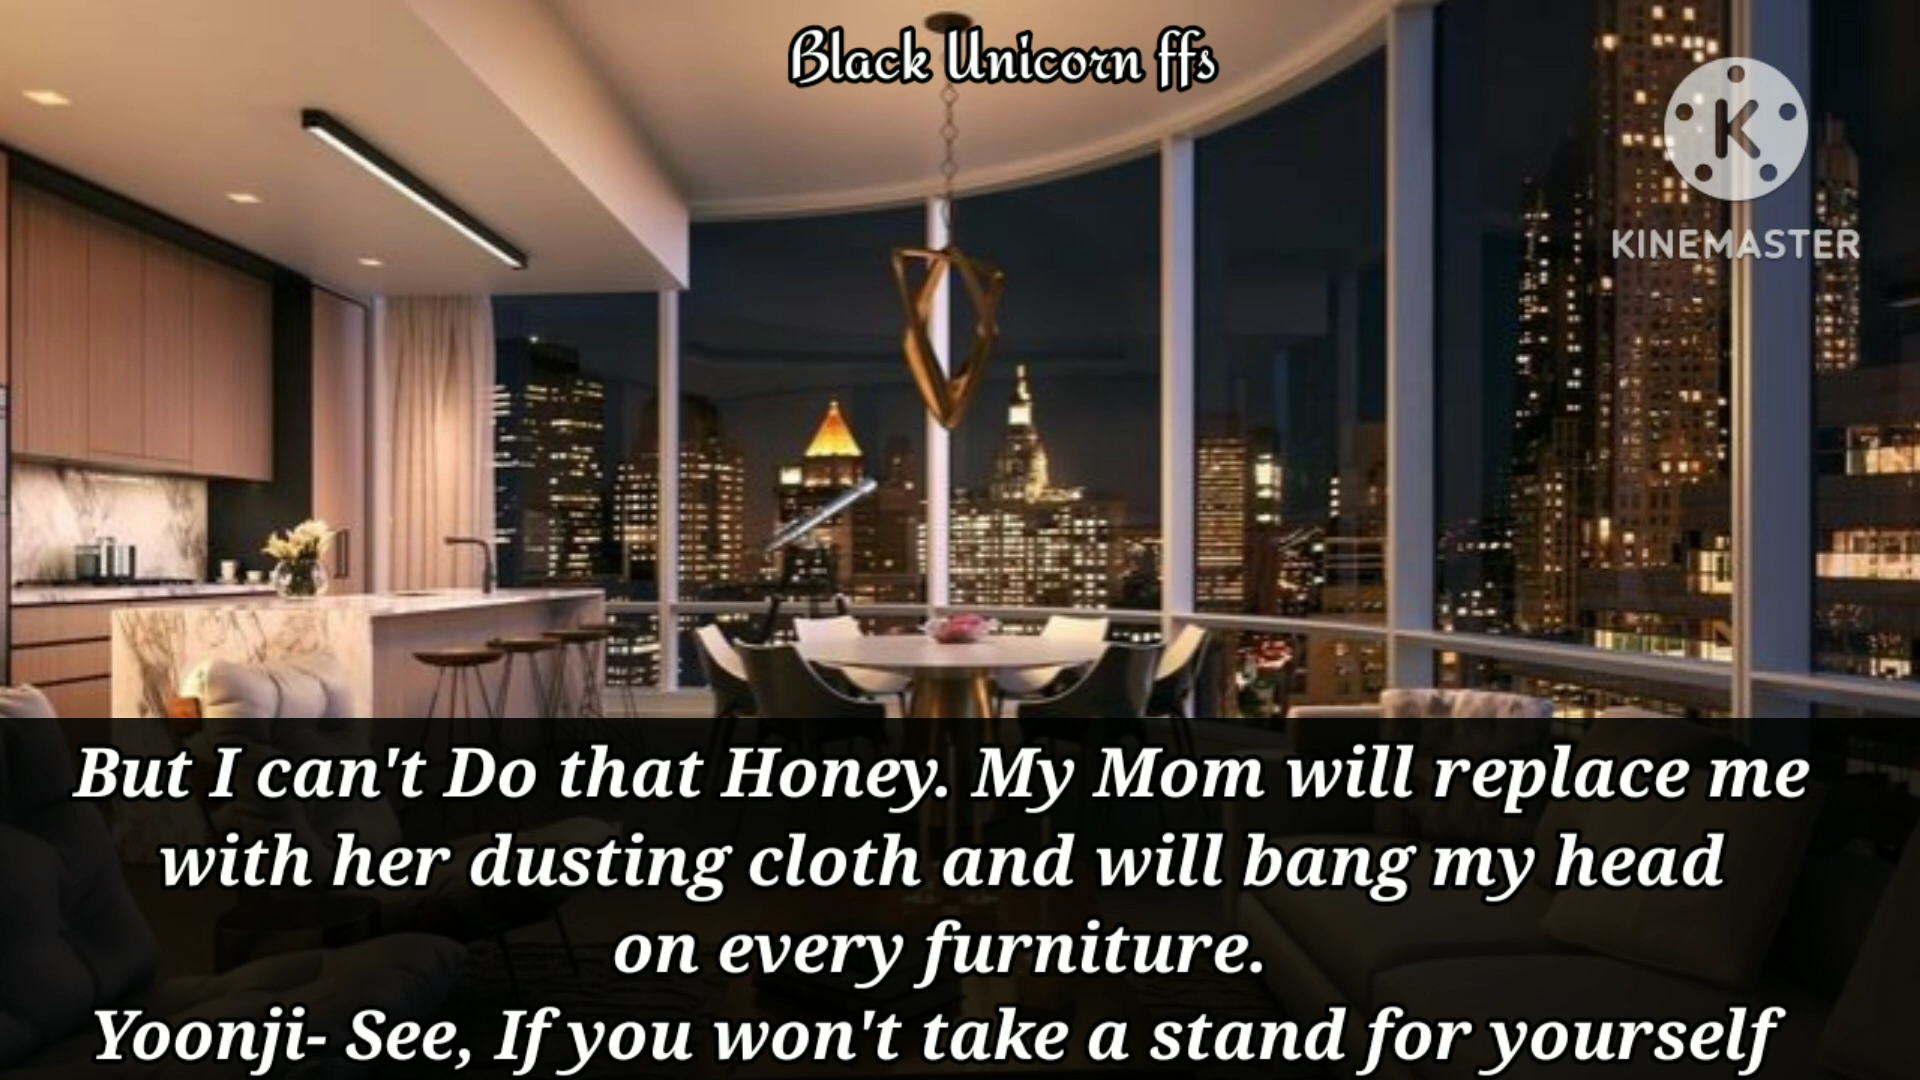 Black Unicorn ffs
K
KINEMASTER
But I can't Do that Honey. My Mom will replace me
with her dusting cloth and will bang my head
on every furniture.
Yoonji- See, If you won't take a stand for yourself